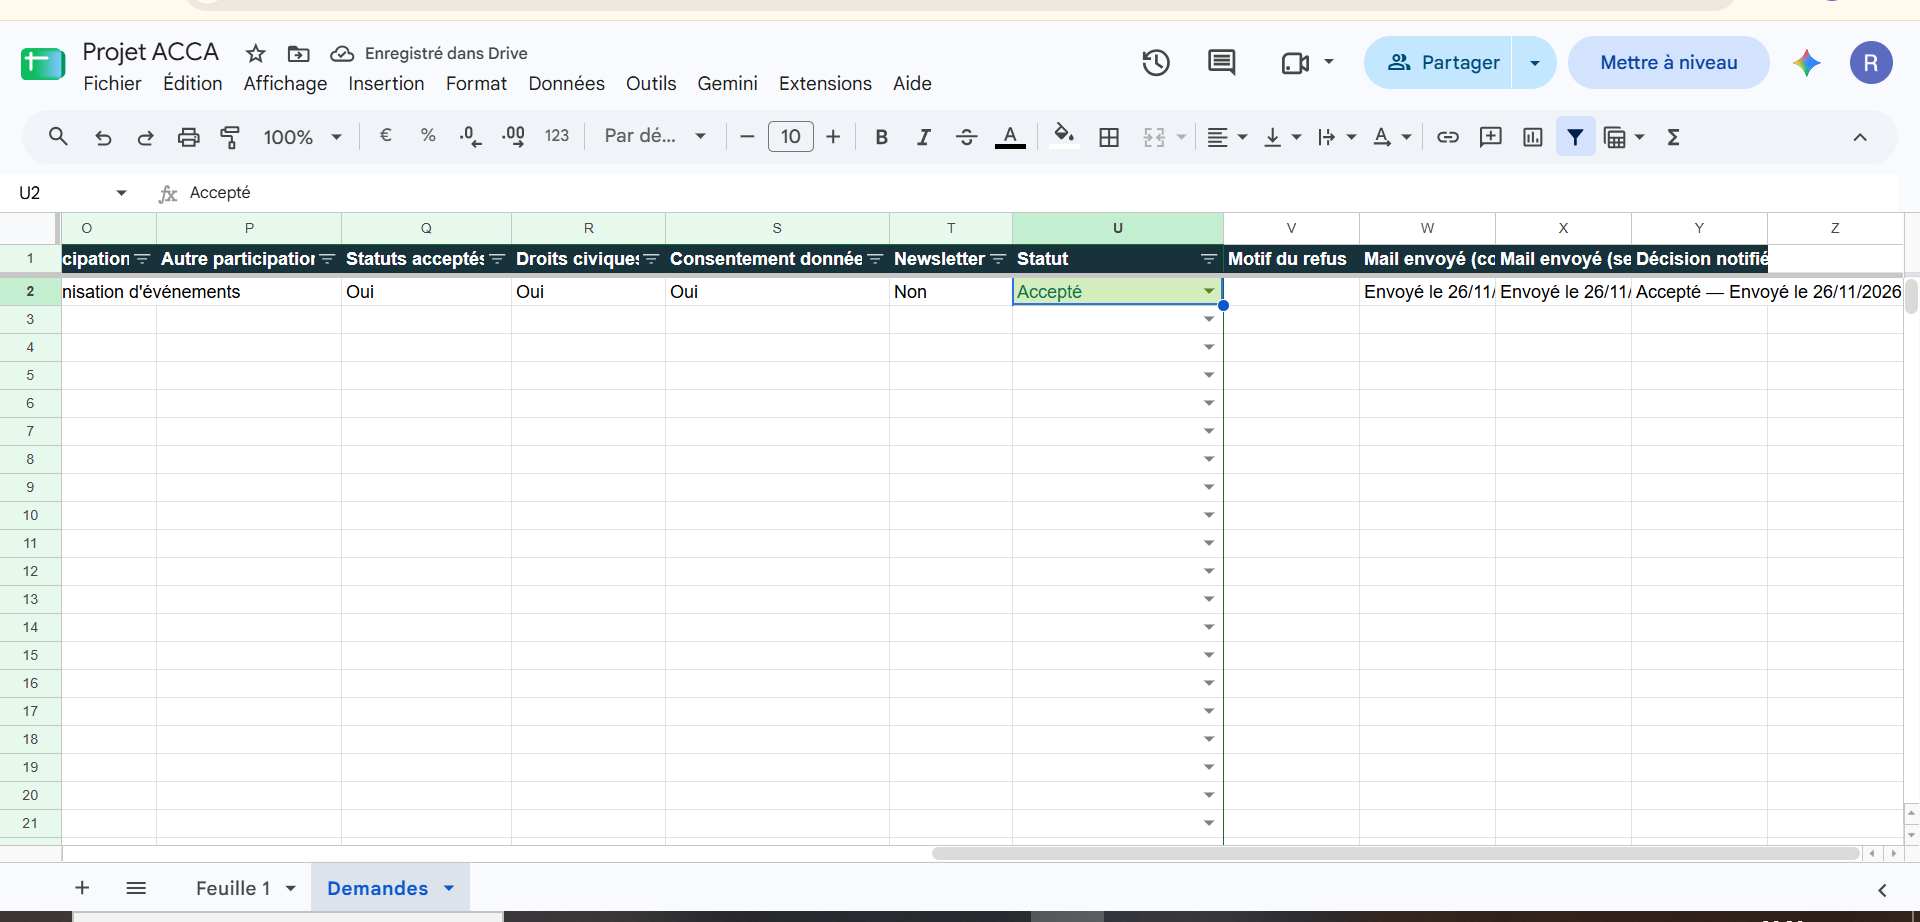 Projet ACCA
Enregistré dans Drive
Fichier Édition Affichage Insertion Format Données Outils Gemini Extensions Aide
Partager
Mettre à niveau
R
100% € % .0 .00 123 Par dé... 10 B I A A Σ
U2
fx Accepté
O P Q R S T U V W X Y Z
1 cipation Autre participation Statuts acceptés Droits civiques Consentement donnée Newsletter Statut Motif du refus Mail envoyé (co Mail envoyé (se Décision notifié
2 nisation d'événements Oui Oui Oui Non Accepté Envoyé le 26/11/ Envoyé le 26/11/ Accepté — Envoyé le 26/11/2026
3
4
5
6
7
8
9
10
11
12
13
14
15
16
17
18
19
20
21
Feuille 1 Demandes